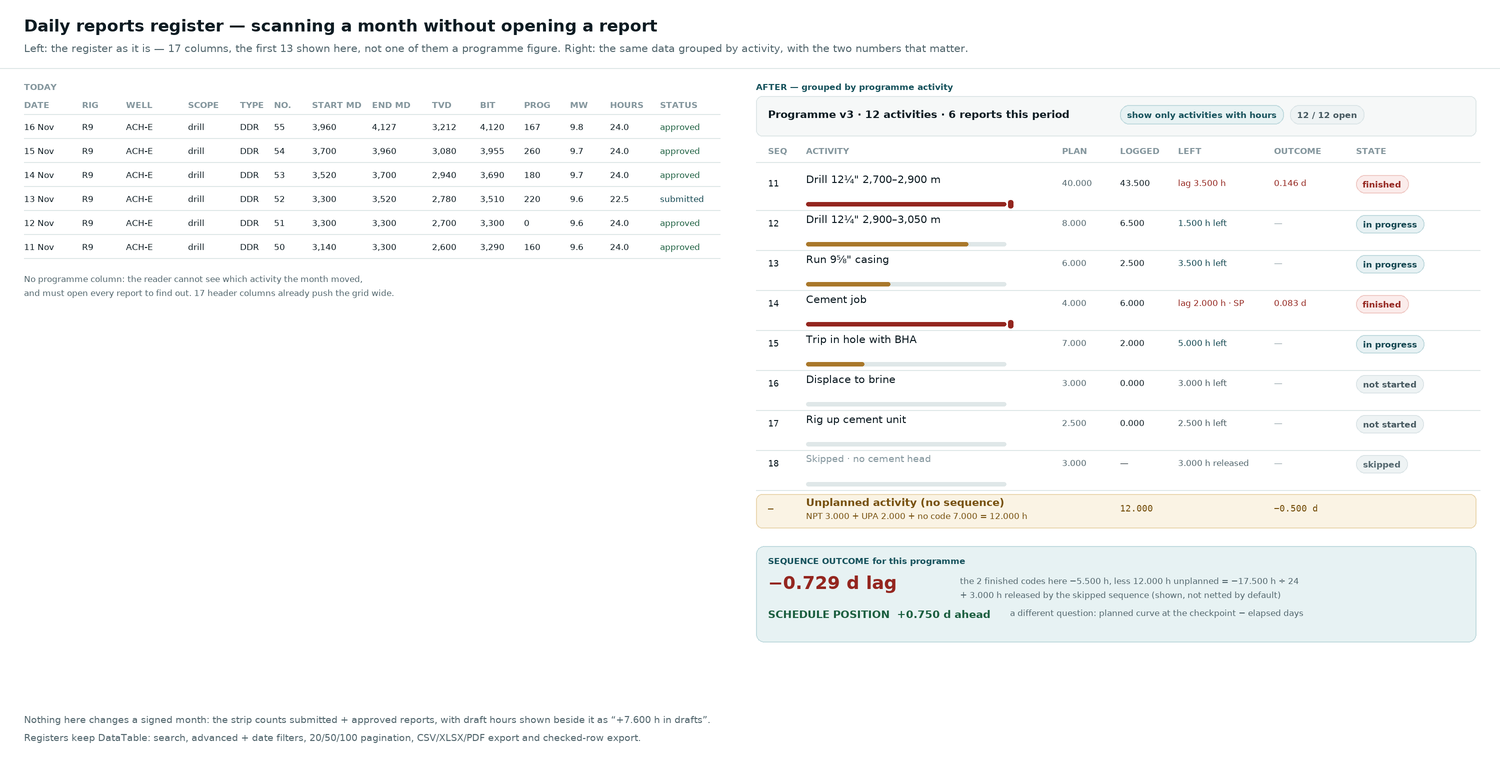 Daily reports register — scanning a month without opening a report
Left: the register as it is — 17 columns, the first 13 shown here, not one of them a programme figure. Right: the same data grouped by activity, with the two numbers that matter.
TODAY
DATE RIG WELL SCOPE TYPE NO. START MD END MD TVD BIT PROG MW HOURS STATUS
16 Nov R9 ACH-E drill DDR 55 3,960 4,127 3,212 4,120 167 9.8 24.0 approved
15 Nov R9 ACH-E drill DDR 54 3,700 3,960 3,080 3,955 260 9.7 24.0 approved
14 Nov R9 ACH-E drill DDR 53 3,520 3,700 2,940 3,690 180 9.7 24.0 approved
13 Nov R9 ACH-E drill DDR 52 3,300 3,520 2,780 3,510 220 9.6 22.5 submitted
12 Nov R9 ACH-E drill DDR 51 3,300 3,300 2,700 3,300 0 9.6 24.0 approved
11 Nov R9 ACH-E drill DDR 50 3,140 3,300 2,600 3,290 160 9.6 24.0 approved
No programme column: the reader cannot see which activity the month moved,
and must open every report to find out. 17 header columns already push the grid wide.
AFTER — grouped by programme activity
Programme v3 · 12 activities · 6 reports this period show only activities with hours 12 / 12 open
SEQ ACTIVITY PLAN LOGGED LEFT OUTCOME STATE
11 Drill 12¼" 2,700–2,900 m 40.000 43.500 lag 3.500 h 0.146 d finished
12 Drill 12¼" 2,900–3,050 m 8.000 6.500 1.500 h left — in progress
13 Run 9⅝" casing 6.000 2.500 3.500 h left — in progress
14 Cement job 4.000 6.000 lag 2.000 h · SP 0.083 d finished
15 Trip in hole with BHA 7.000 2.000 5.000 h left — in progress
16 Displace to brine 3.000 0.000 3.000 h left — not started
17 Rig up cement unit 2.500 0.000 2.500 h left — not started
18 Skipped · no cement head 3.000 — 3.000 h released — skipped
— Unplanned activity (no sequence) 12.000 −0.500 d
NPT 3.000 + UPA 2.000 + no code 7.000 = 12.000 h
SEQUENCE OUTCOME for this programme
−0.729 d lag the 2 finished codes here −5.500 h, less 12.000 h unplanned = −17.500 h ÷ 24
+ 3.000 h released by the skipped sequence (shown, not netted by default)
SCHEDULE POSITION +0.750 d ahead a different question: planned curve at the checkpoint − elapsed days
Nothing here changes a signed month: the strip counts submitted + approved reports, with draft hours shown beside it as “+7.600 h in drafts”.
Registers keep DataTable: search, advanced + date filters, 20/50/100 pagination, CSV/XLSX/PDF export and checked-row export.